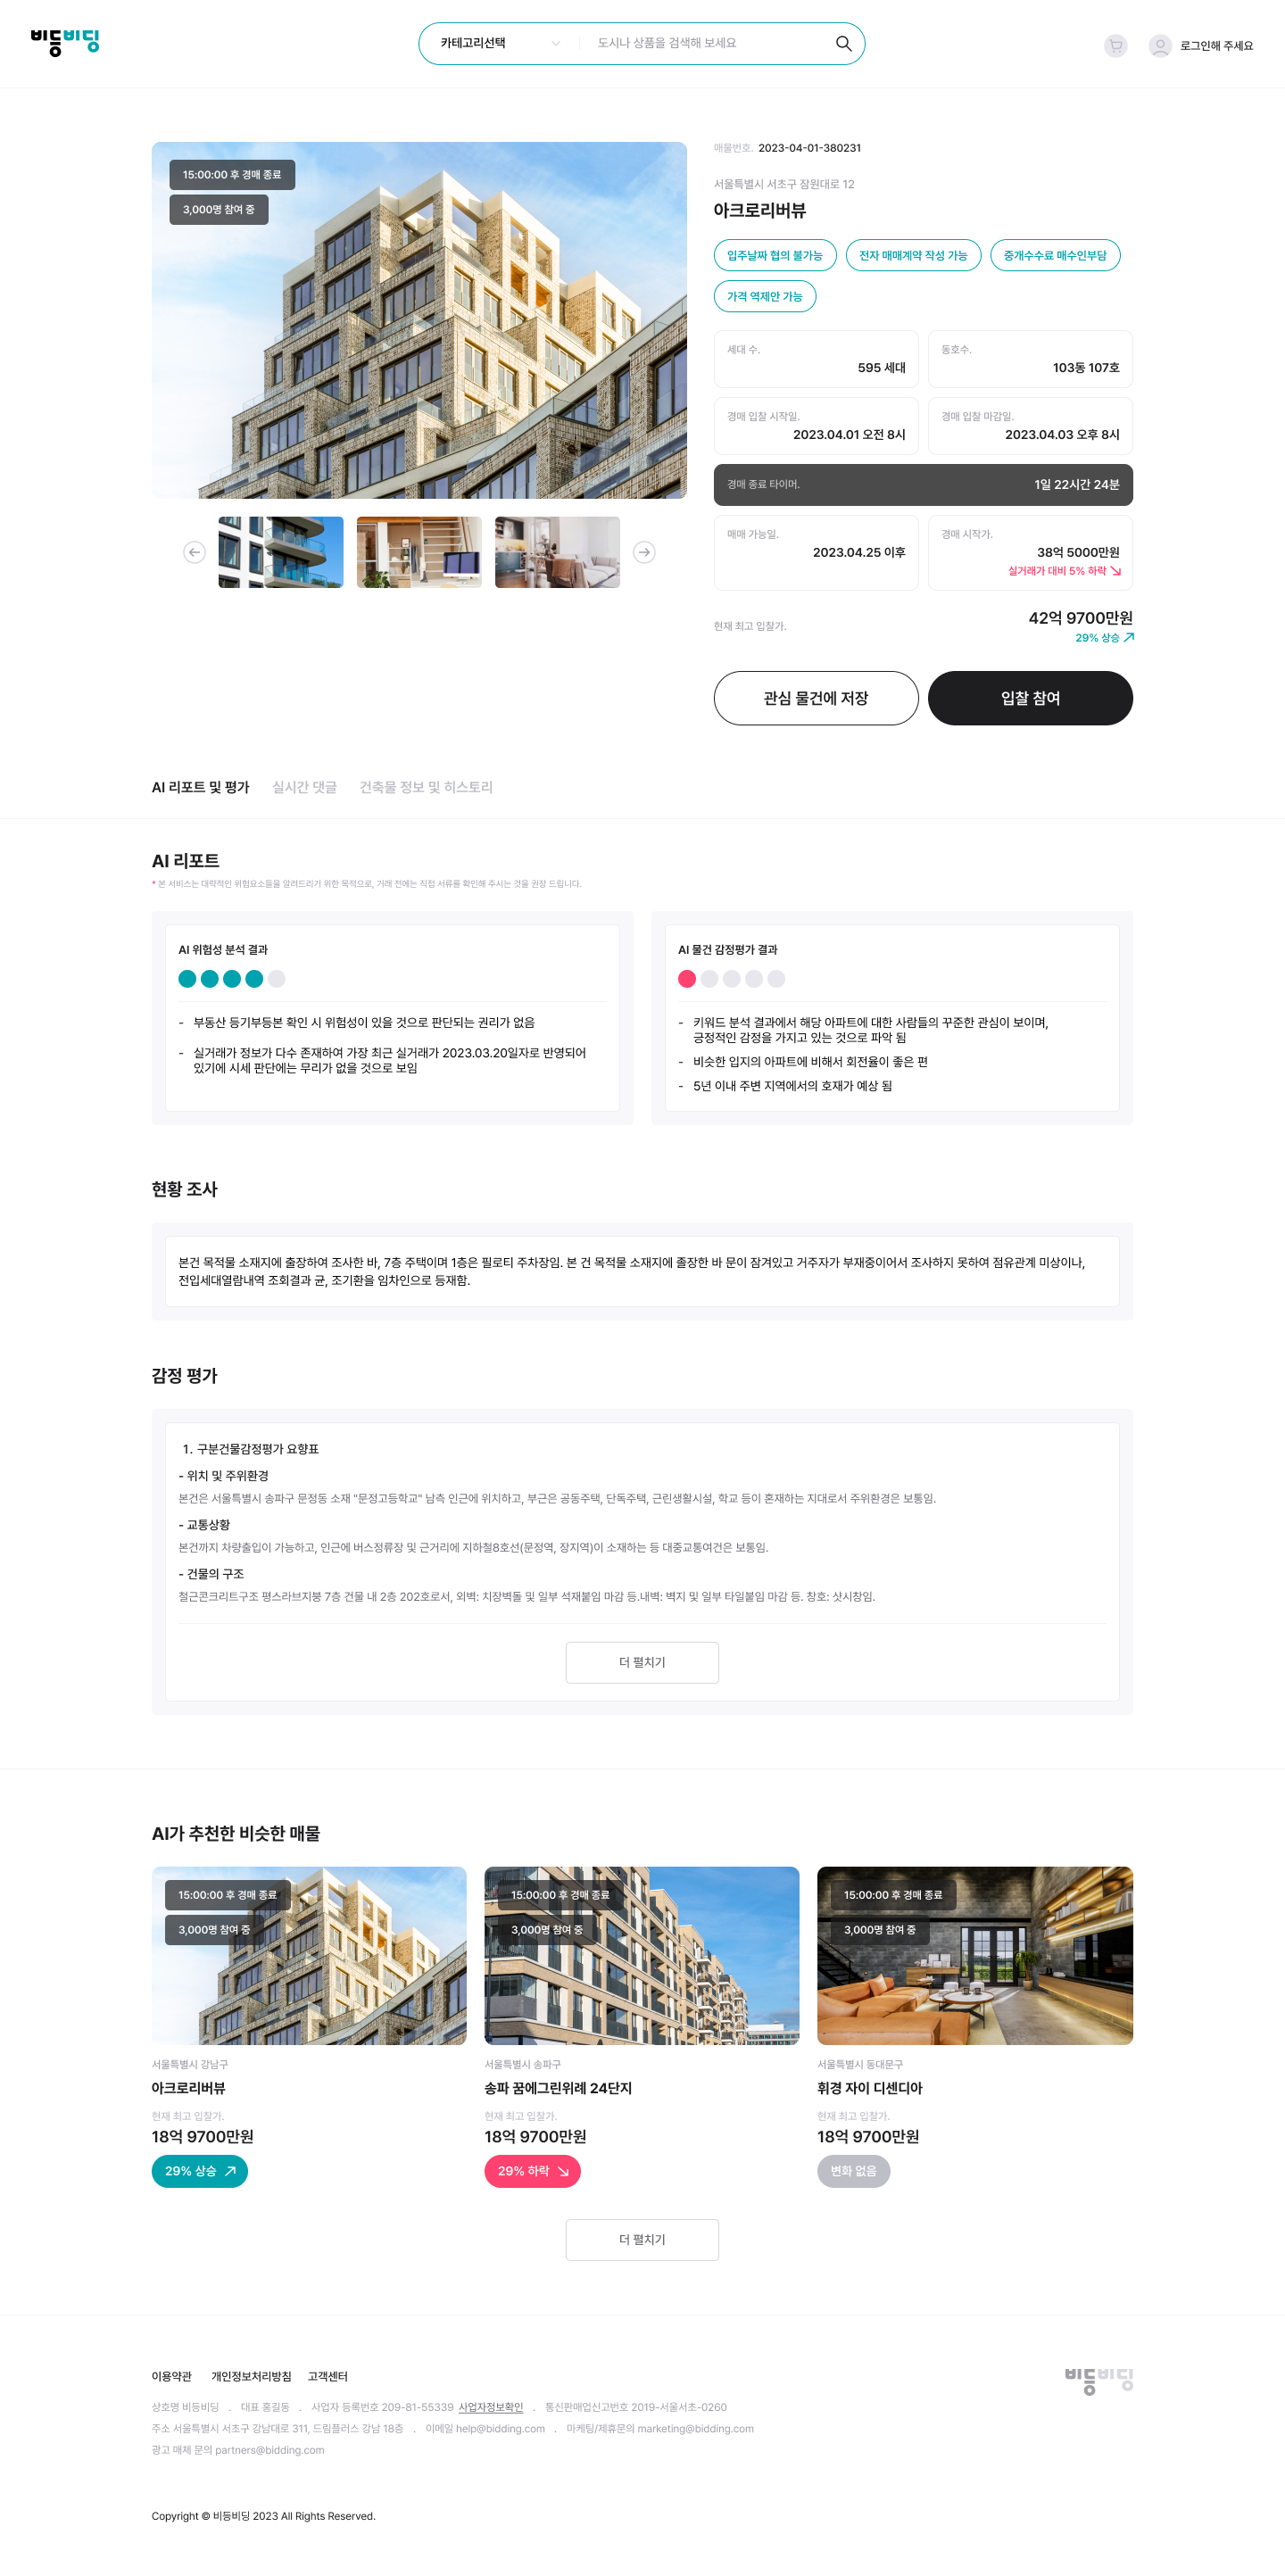 비등비딩
카테고리선택
도시나 상품을 검색해 보세요
로그인해 주세요
15:00:00 후 경매 종료
3,000명 참여 중
매물번호. 2023-04-01-380231
서울특별시 서초구 잠원대로 12
아크로리버뷰
입주날짜 협의 불가능
전자 매매계약 작성 가능
중개수수료 매수인부담
가격 역제안 가능
세대 수.
595 세대
동호수.
103동 107호
경매 입찰 시작일.
2023.04.01 오전 8시
경매 입찰 마감일.
2023.04.03 오후 8시
경매 종료 타이머.
1일 22시간 24분
매매 가능일.
2023.04.25 이후
경매 시작가.
38억 5000만원
실거래가 대비 5% 하락
현재 최고 입찰가.
42억 9700만원
29% 상승
관심 물건에 저장
입찰 참여
AI 리포트 및 평가
실시간 댓글
건축물 정보 및 히스토리
AI 리포트
* 본 서비스는 대략적인 위험요소들을 알려드리기 위한 목적으로, 거래 전에는 직접 서류를 확인해 주시는 것을 권장 드립니다.
AI 위험성 분석 결과
- 부동산 등기부등본 확인 시 위험성이 있을 것으로 판단되는 권리가 없음
- 실거래가 정보가 다수 존재하여 가장 최근 실거래가 2023.03.20일자로 반영되어
있기에 시세 판단에는 무리가 없을 것으로 보임
AI 물건 감정평가 결과
- 키워드 분석 결과에서 해당 아파트에 대한 사람들의 꾸준한 관심이 보이며,
긍정적인 감정을 가지고 있는 것으로 파악 됨
- 비슷한 입지의 아파트에 비해서 회전율이 좋은 편
- 5년 이내 주변 지역에서의 호재가 예상 됨
현황 조사
본건 목적물 소재지에 출장하여 조사한 바, 7층 주택이며 1층은 필로티 주차장임. 본 건 목적물 소재지에 졸장한 바 문이 잠겨있고 거주자가 부재중이어서 조사하지 못하여 점유관계 미상이나,
전입세대열람내역 조회결과 균, 조기환을 임차인으로 등재함.
감정 평가
1. 구분건물감정평가 요항표
- 위치 및 주위환경
본건은 서울특별시 송파구 문정동 소재 "문정고등학교" 남측 인근에 위치하고, 부근은 공동주택, 단독주택, 근린생활시설, 학교 등이 혼재하는 지대로서 주위환경은 보통임.
- 교통상황
본건까지 차량출입이 가능하고, 인근에 버스정류장 및 근거리에 지하철8호선(문정역, 장지역)이 소재하는 등 대중교통여건은 보통임.
- 건물의 구조
철근콘크리트구조 평스라브지붕 7층 건물 내 2층 202호로서, 외벽: 치장벽돌 및 일부 석재붙임 마감 등.내벽: 벽지 및 일부 타일붙임 마감 등. 창호: 샷시창임.
더 펼치기
AI가 추천한 비슷한 매물
15:00:00 후 경매 종료
3,000명 참여 중
서울특별시 강남구
아크로리버뷰
현재 최고 입찰가.
18억 9700만원
29% 상승
15:00:00 후 경매 종료
3,000명 참여 중
서울특별시 송파구
송파 꿈에그린위례 24단지
현재 최고 입찰가.
18억 9700만원
29% 하락
15:00:00 후 경매 종료
3,000명 참여 중
서울특별시 동대문구
휘경 자이 디센디아
현재 최고 입찰가.
18억 9700만원
변화 없음
더 펼치기
이용약관 개인정보처리방침 고객센터
비등비딩
상호명 비등비딩 . 대표 홍길동 . 사업자 등록번호 209-81-55339 사업자정보확인 . 통신판매업신고번호 2019-서울서초-0260
주소 서울특별시 서초구 강남대로 311, 드림플러스 강남 18층 . 이메일 help@bidding.com . 마케팅/제휴문의 marketing@bidding.com
광고 매체 문의 partners@bidding.com
Copyright © 비등비딩 2023 All Rights Reserved.